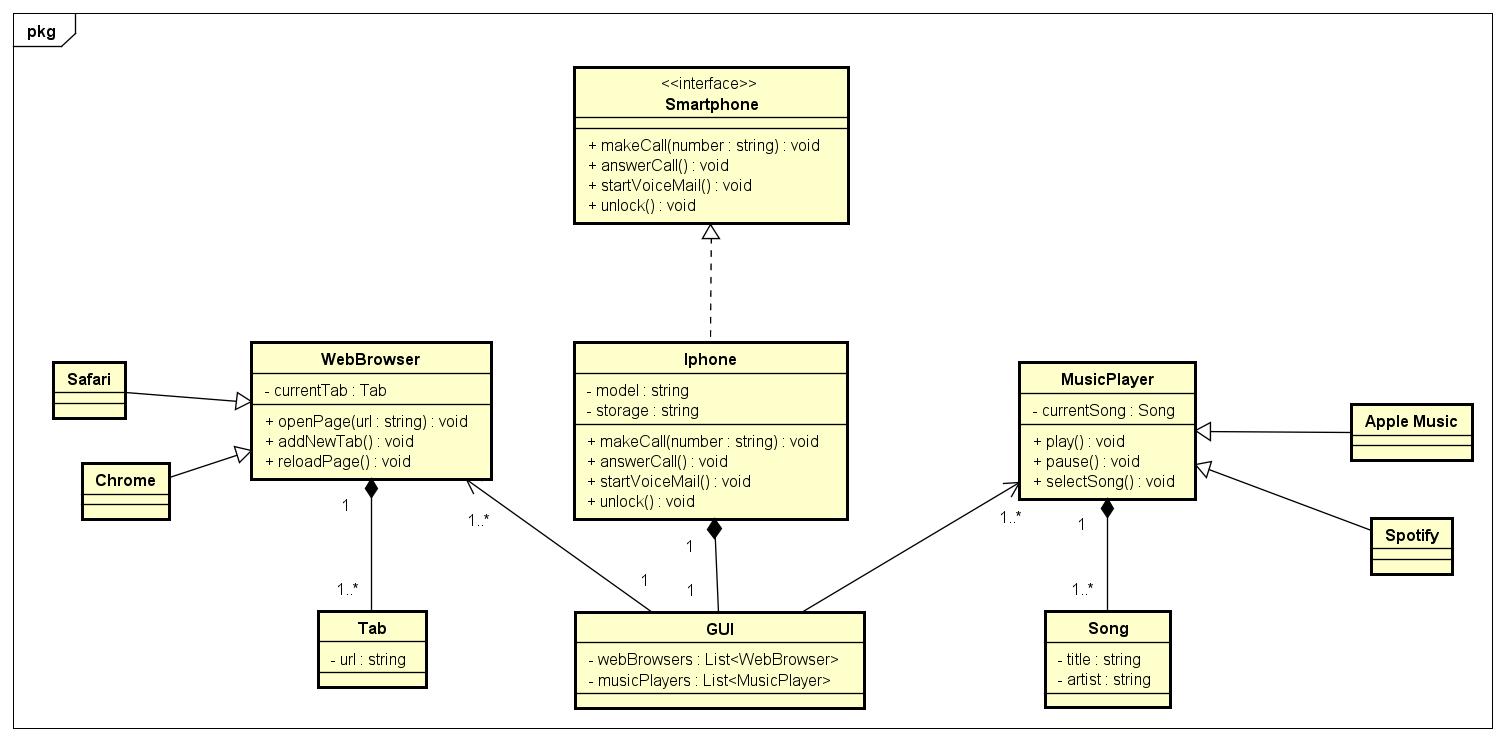 pkg
<<interface>>
Smartphone
+ makeCall(number : string) : void
+ answerCall() : void
+ startVoiceMail() : void
+ unlock() : void
Safari
Chrome
WebBrowser
- currentTab : Tab
+ openPage(url : string) : void
+ addNewTab() : void
+ reloadPage() : void
Iphone
- model : string
- storage : string
+ makeCall(number : string) : void
+ answerCall() : void
+ startVoiceMail() : void
+ unlock() : void
MusicPlayer
- currentSong : Song
+ play() : void
+ pause() : void
+ selectSong() : void
Apple Music
Spotify
1
1..*
1
1..*
1
1..*
1
1
1..*
Tab
- url : string
GUI
- webBrowsers : List<WebBrowser>
- musicPlayers : List<MusicPlayer>
Song
- title : string
- artist : string